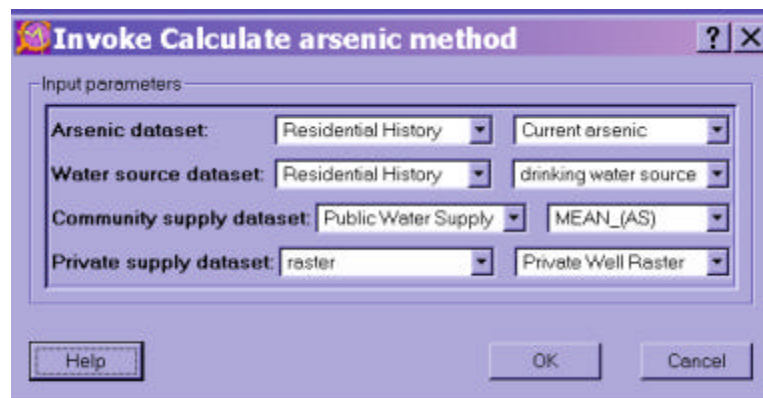 Invoke Calculate arsenic method ? X
Input parameters
Arsenic dataset: Residential History Current arsenic
Water source dataset: Residential History drinking water source
Community supply dataset: Public Water Supply MEAN_(AS)
Private supply dataset: raster Private Well Raster
Help OK Cancel